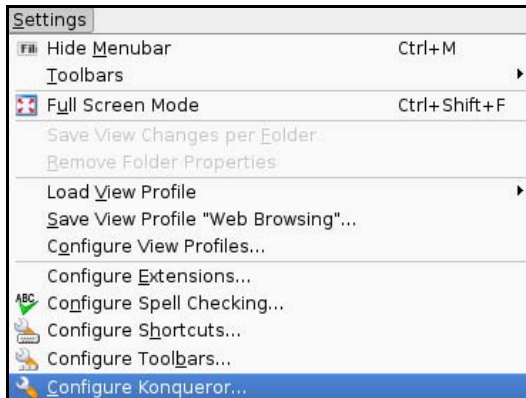 Settings
Hide Menubar Ctrl+M
Toolbars
Full Screen Mode Ctrl+Shift+F
Save View Changes per Folder
Remove Folder Properties
Load View Profile
Save View Profile "Web Browsing"...
Configure View Profiles...
Configure Extensions...
ABC
Configure Spell Checking...
Configure Shortcuts...
Configure Toolbars...
Configure Konqueror...